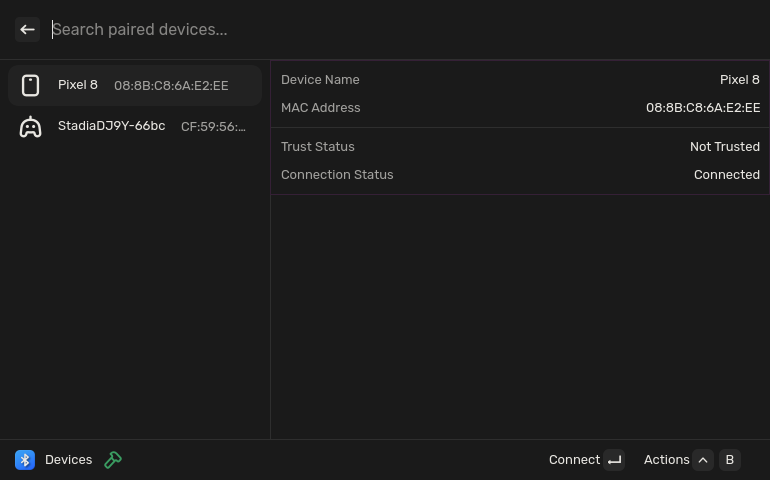 Search paired devices...
Pixel 8 08:8B:C8:6A:E2:EE
StadiaDJ9Y-66bc CF:59:56:...
Device Name Pixel 8
MAC Address 08:8B:C8:6A:E2:EE
Trust Status Not Trusted
Connection Status Connected
Devices Connect Actions B